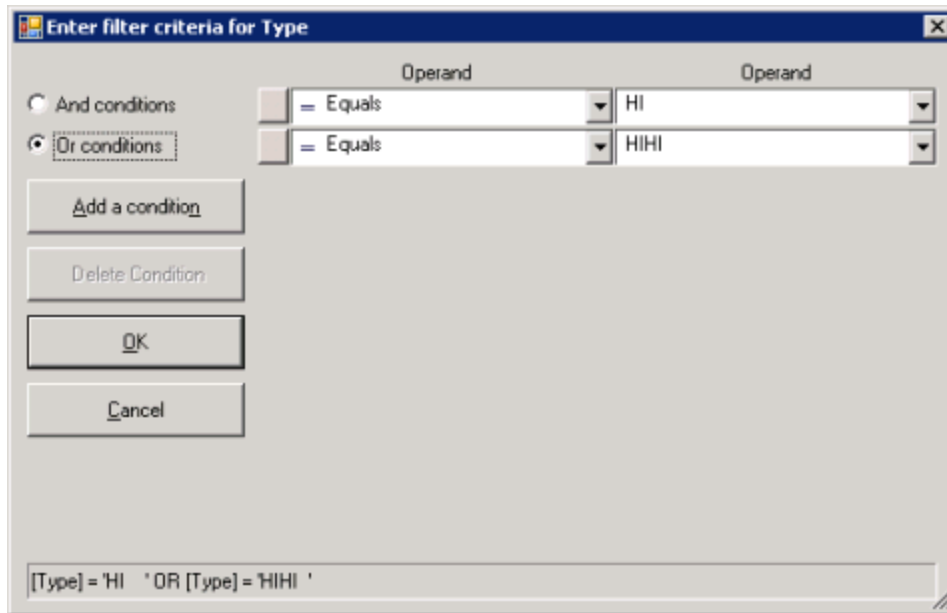 Enter filter criteria for Type
Operand Operand
And conditions = Equals HI
Or conditions = Equals HIHI
Add a condition
Delete Condition
OK
Cancel
[Type] = 'HI    ' OR [Type] = 'HIHI  '